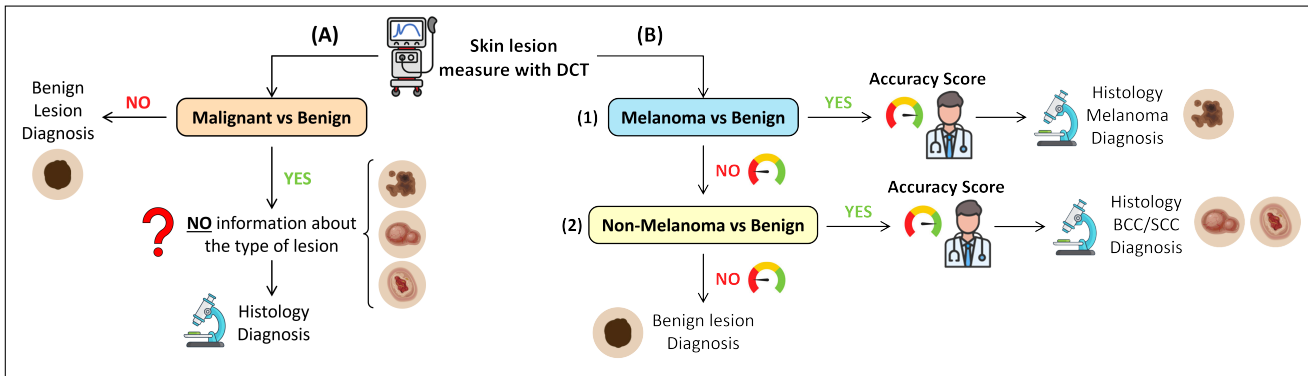 (A)
Skin lesion
measure with DCT
(B)
Benign
Lesion
Diagnosis
NO
Malignant vs Benign
YES
NO information about
the type of lesion
Histology
Diagnosis
(1)
Melanoma vs Benign
YES
Accuracy Score
Histology
Melanoma
Diagnosis
NO
(2)
Non-Melanoma vs Benign
YES
Accuracy Score
Histology
BCC/SCC
Diagnosis
NO
Benign lesion
Diagnosis
?